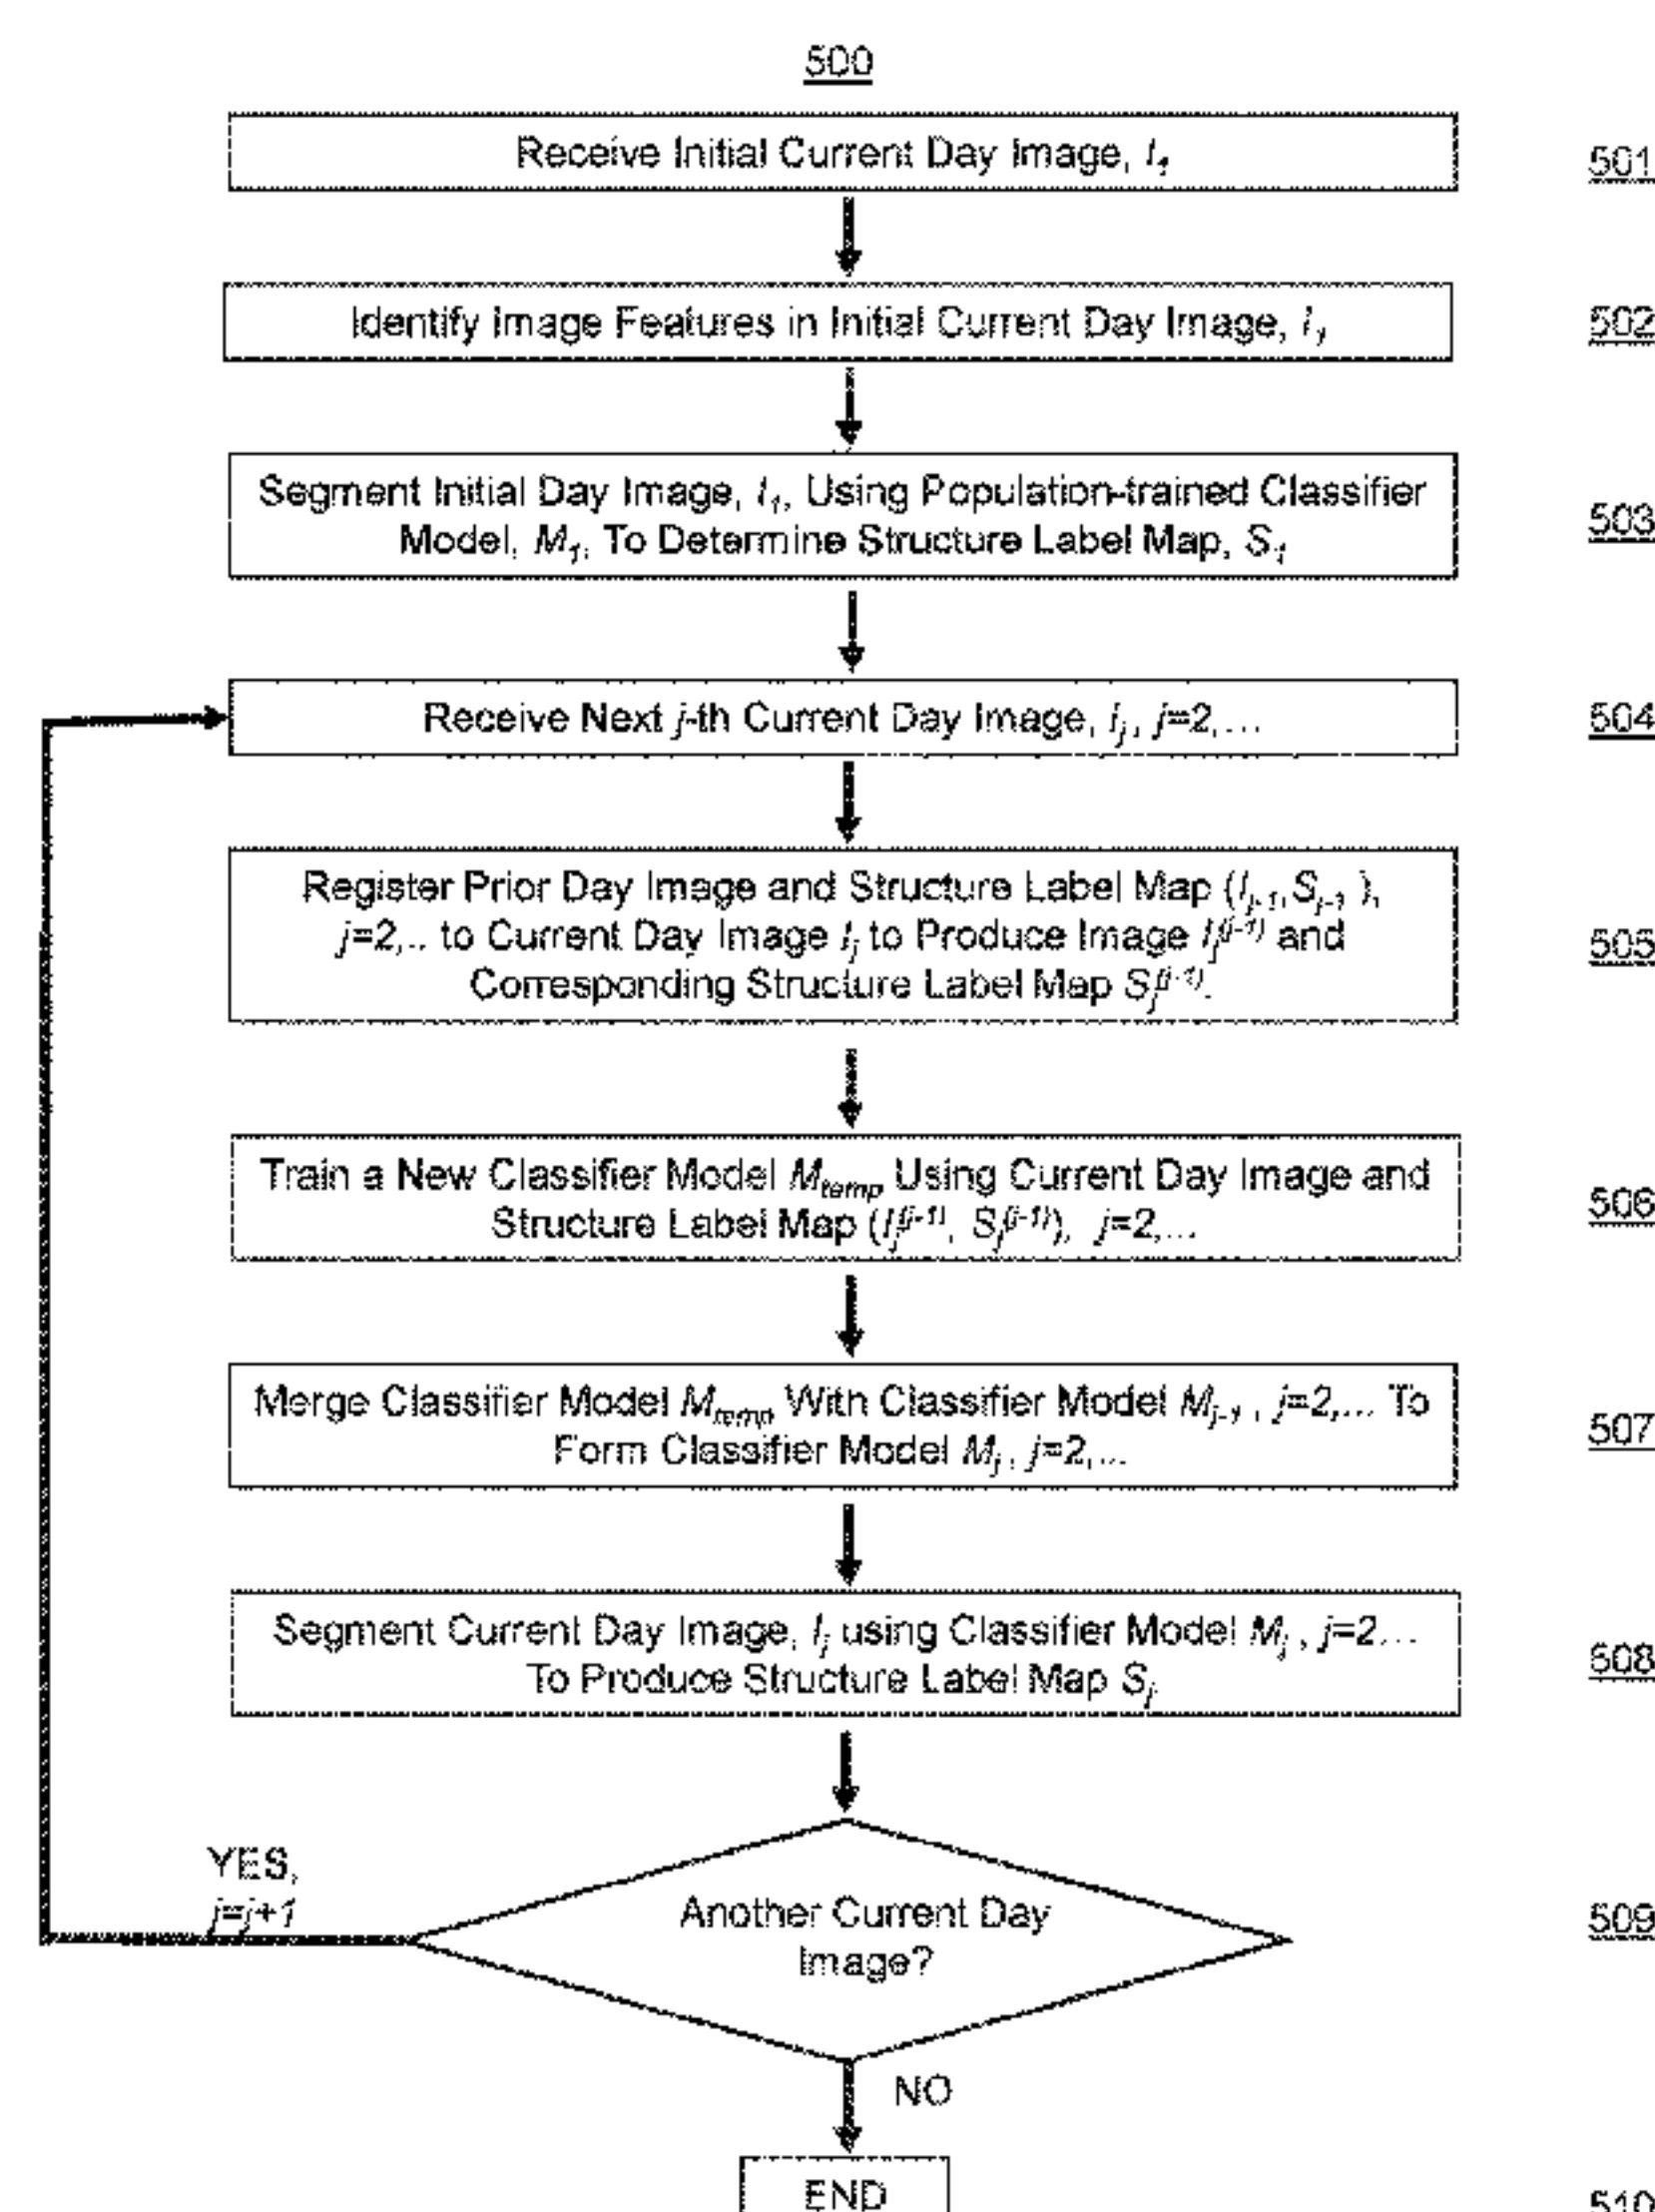 500
Receive Initial Current Day Image, I₁
501
Identify Image Features in Initial Current Day Image, I₁
502
Segment Initial Day Image, I₁, Using Population-trained Classifier
Model, M₁, To Determine Structure Label Map, S₁
503
Receive Next j-th Current Day Image, Iⱼ, j=2,...
504
Register Prior Day Image and Structure Label Map (Iⱼ₋₁,Sⱼ₋₁),
j=2,.. to Current Day Image Iⱼ to Produce Image Iⱼ⁽ʲ⁻¹⁾ and
Corresponding Structure Label Map Sⱼ⁽ʲ⁻¹⁾.
505
Train a New Classifier Model Mtemp Using Current Day Image and
Structure Label Map (Iⱼ⁽ʲ⁻¹⁾, Sⱼ⁽ʲ⁻¹⁾), j=2,...
506
Merge Classifier Model Mtemp With Classifier Model Mⱼ₋₁, j=2,... To
Form Classifier Model Mⱼ, j=2,...
507
Segment Current Day Image, Iⱼ using Classifier Model Mⱼ, j=2...
To Produce Structure Label Map Sⱼ
508
YES,
j=j+1
Another Current Day
Image?
509
NO
END
510